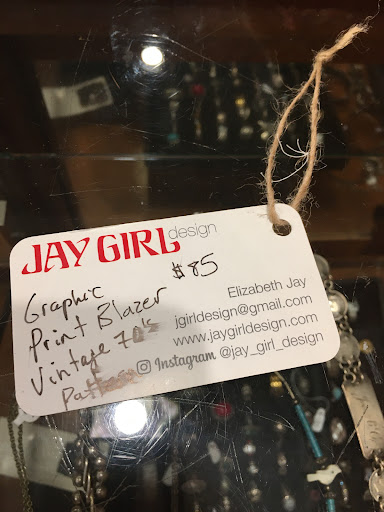 JAY GIRL design
$85
Graphic
Print Blazer
Vintage 70's
Elizabeth Jay
jgirldesign@gmail.com
www.jaygirldesign.com
Instagram @jay_girl_design